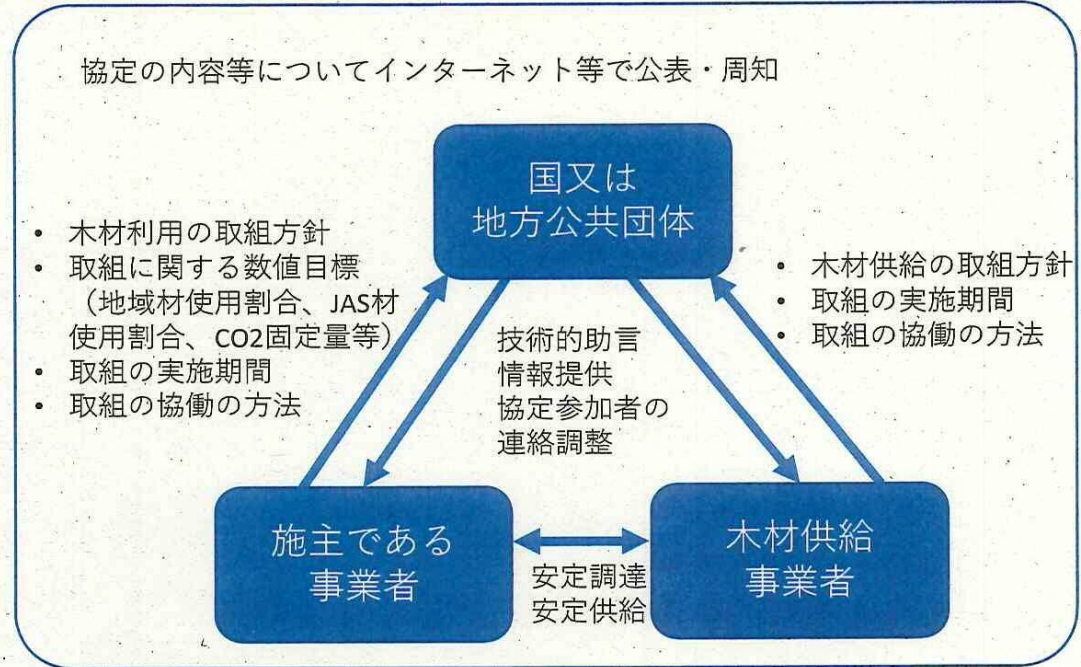 協定の内容等についてインターネット等で公表・周知
国又は
地方公共団体
• 木材利用の取組方針
• 取組に関する数値目標
（地域材使用割合、JAS材
使用割合、CO2固定量等）
• 取組の実施期間
• 取組の協働の方法
技術的助言
情報提供
協定参加者の
連絡調整
• 木材供給の取組方針
• 取組の実施期間
• 取組の協働の方法
施主である
事業者
安定調達
安定供給
木材供給
事業者